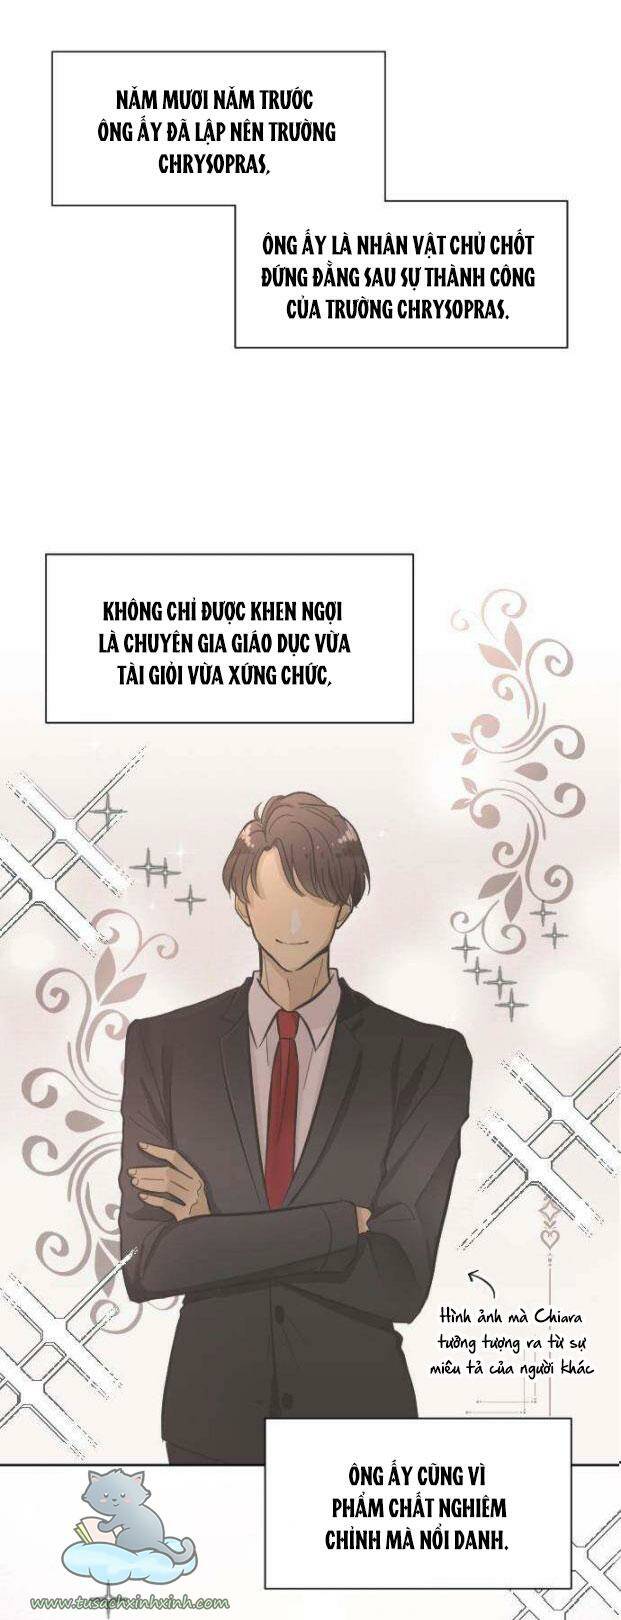 NĂM MƯƠI NĂM TRƯỚC
ÔNG ẤY ĐÃ LẬP NÊN TRƯỜNG
CHRYSOPRAS,
ÔNG ẤY LÀ NHÂN VẬT CHỦ CHỐT
ĐỨNG ĐẰNG SAU SỰ THÀNH CÔNG
CỦA TRƯỜNG CHRYSOPRAS.
KHÔNG CHỈ ĐƯỢC KHEN NGỢI
LÀ CHUYÊN GIA GIÁO DỤC VỪA
TÀI GIỎI VỪA XỨNG CHỨC,
Hình ảnh mà Chiara
tưởng tượng ra từ sự
miêu tả của người khác
ÔNG ẤY CŨNG VÌ
PHẨM CHẤT NGHIÊM
CHỈNH MÀ NỔI DANH.
www.tusachxinhxinh.com